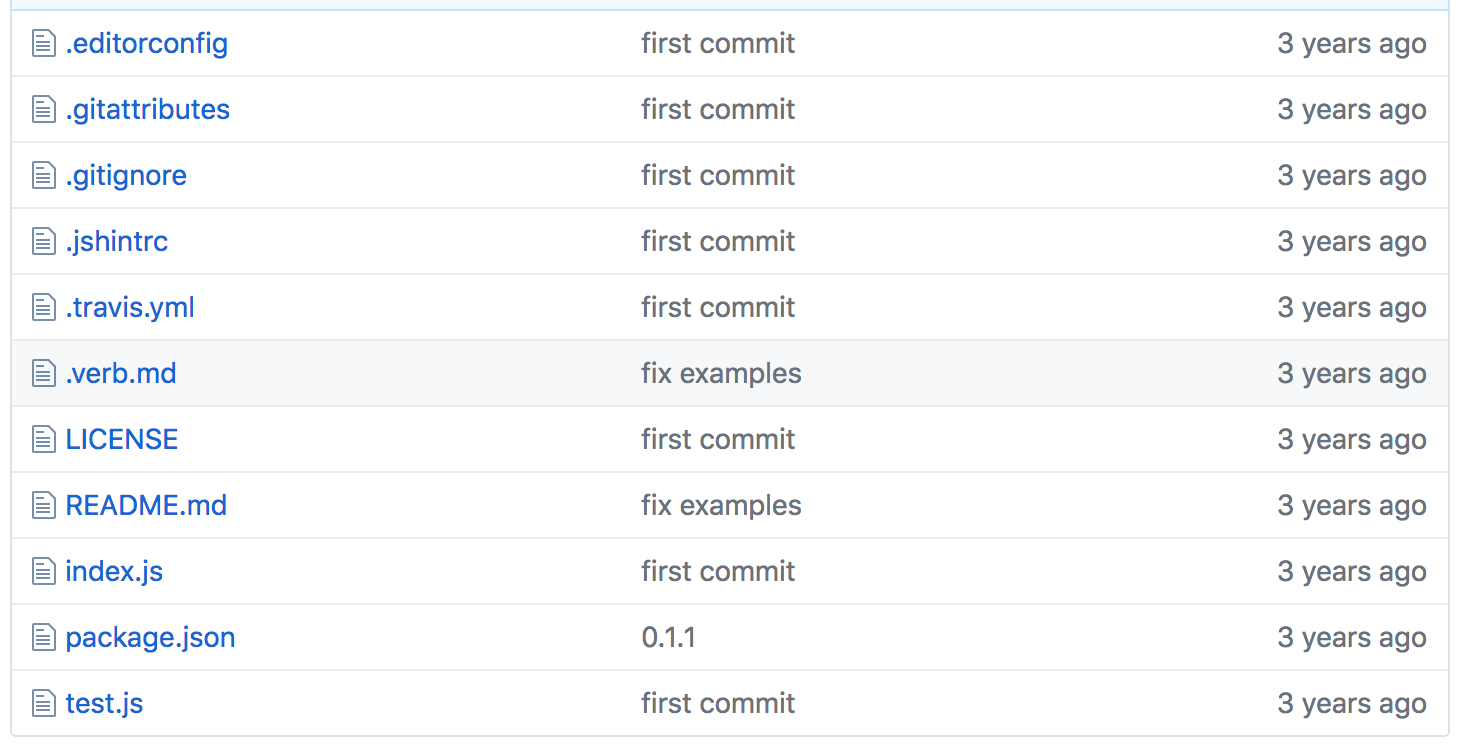 .editorconfig first commit 3 years ago
.gitattributes first commit 3 years ago
.gitignore first commit 3 years ago
.jshintrc first commit 3 years ago
.travis.yml first commit 3 years ago
.verb.md fix examples 3 years ago
LICENSE first commit 3 years ago
README.md fix examples 3 years ago
index.js first commit 3 years ago
package.json 0.1.1 3 years ago
test.js first commit 3 years ago